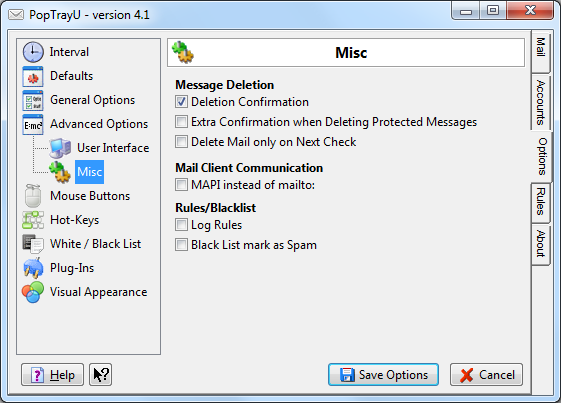 PopTrayU - version 4.1
Interval
Defaults
General Options
E=mc²
Advanced Options
User Interface
Misc
Mouse Buttons
Hot-Keys
White / Black List
Plug-Ins
Visual Appearance
Misc
Message Deletion
Deletion Confirmation
Extra Confirmation when Deleting Protected Messages
Delete Mail only on Next Check
Mail Client Communication
MAPI instead of mailto:
Rules/Blacklist
Log Rules
Black List mark as Spam
Mail
Accounts
Options
Rules
About
Help
Save Options
Cancel